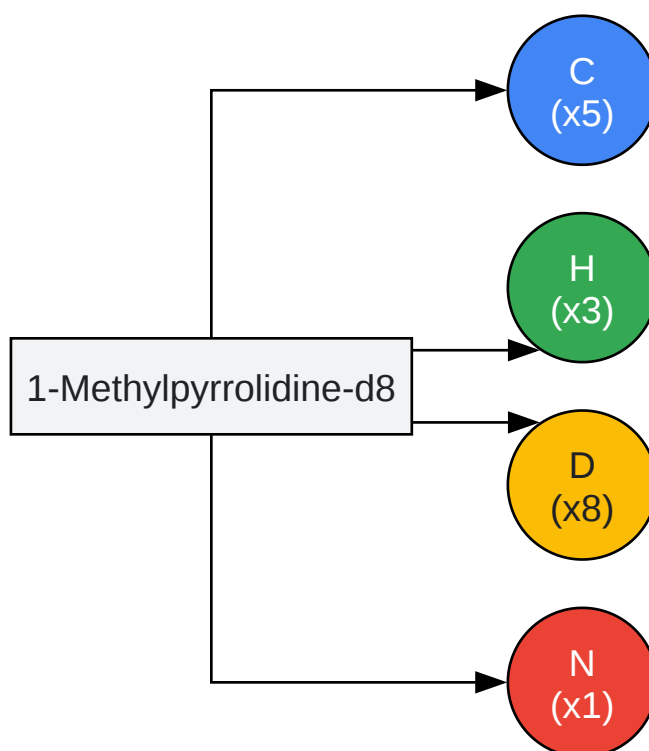 C
(x5)
H
(x3)
1-Methylpyrrolidine-d8
D
(x8)
N
(x1)